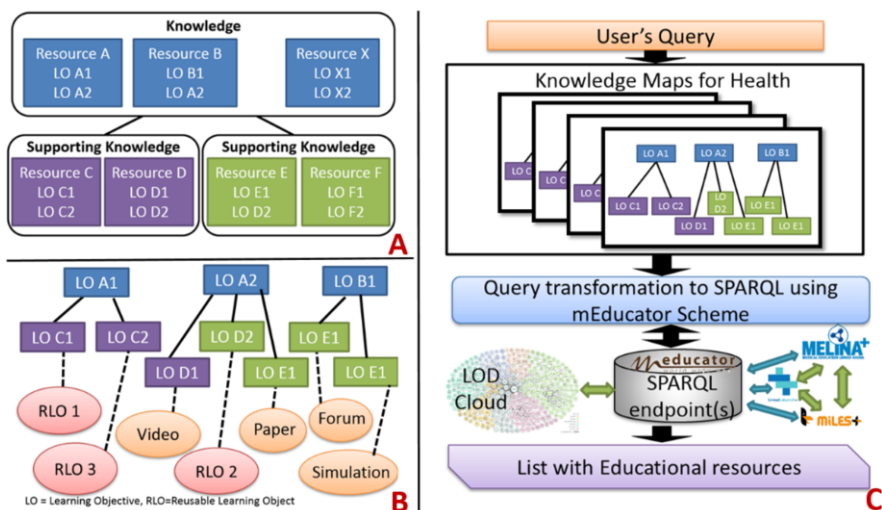 Knowledge
Resource A
LO A1
LO A2
Resource B
LO B1
LO A2
Resource X
LO X1
LO X2
Supporting Knowledge
Resource C
LO C1
LO C2
Resource D
LO D1
LO D2
Supporting Knowledge
Resource E
LO E1
LO D2
Resource F
LO F1
LO F2
A
LO A1
LO A2
LO B1
LO C1
LO C2
LO D2
LO E1
LO D1
LO E1
LO E1
RLO 1
Video
Paper
Forum
RLO 3
RLO 2
Simulation
LO = Learning Objective, RLO=Reusable Learning Object
B
User's Query
Knowledge Maps for Health
LO C
LO C
LO C
LO A1
LO A2
LO B1
LO C1
LO C2
LO
D2
LO E1
LO D1
LO E1
LO E1
Query transformation to SPARQL using
mEducator Scheme
LOD
Cloud
meducator
SPARQL
endpoint(s)
MELINA+
MILES+
List with Educational resources
C